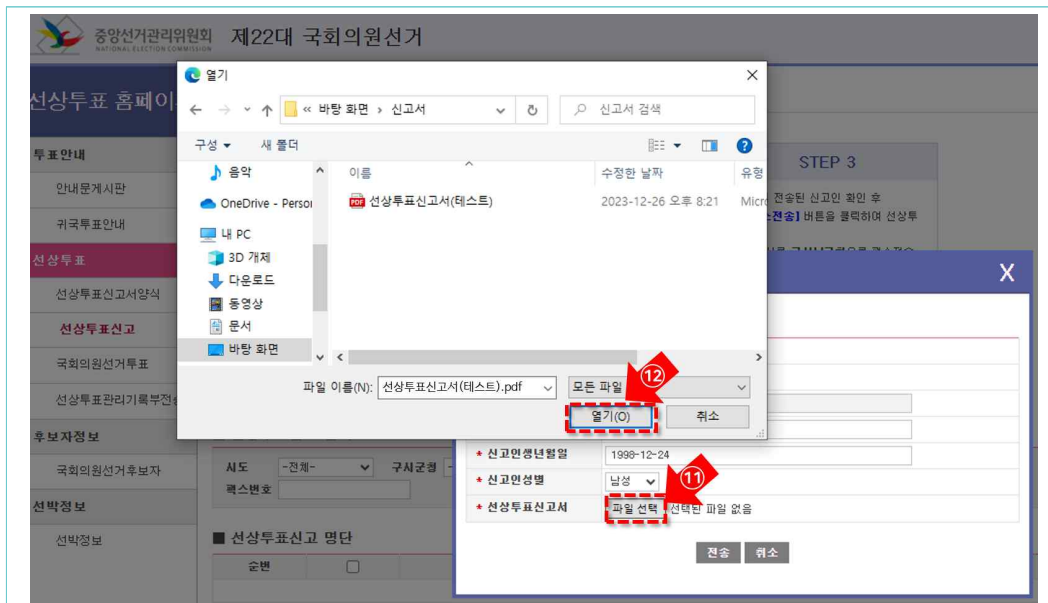 중앙선거관리위원회 제22대 국회의원선거
NATIONAL ELECTION COMMISSION
선상투표 홈페이
투표안내
안내문게시판
귀국투표안내
선상투표
선상투표신고서양식
선상투표신고
국회의원선거투표
선상투표관리기록부전송
후보자정보
국회의원선거후보자
선박정보
선박정보
열기
« 바탕 화면 › 신고서
신고서 검색
구성 새 폴더
음악
OneDrive - Person
내 PC
3D 개체
다운로드
동영상
문서
바탕 화면
이름 수정한 날짜 유형
선상투표신고서(테스트) 2023-12-26 오후 8:21 Micro
파일 이름(N): 선상투표신고서(테스트).pdf 모든 파일
⑫
열기(O) 취소
STEP 3
전송된 신고인 확인 후
전송] 버튼을 클릭하여 선상투
X
* 신고인생년월일 1998-12-24
* 신고인성별 남성
⑪
* 선상투표신고서 파일 선택 선택된 파일 없음
전송 취소
시도 -전체- 구시군청
팩스번호
■ 선상투표신고 명단
순번